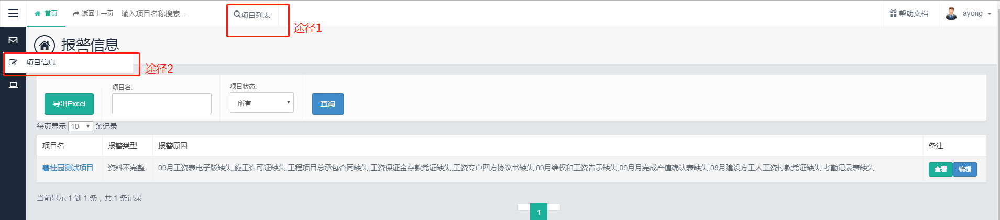 首页 返回上一页 输入项目名称搜索... 项目列表 帮助文档 ayong
途径1
报警信息
项目信息
途径2
项目名: 项目状态:
导出Excel 所有 查询
每页显示 10 条记录
项目名 报警类型 报警原因 备注
碧桂园测试项目 资料不完整 09月工资表电子版缺失,施工许可证缺失,工程项目总承包合同缺失,工资保证金存款凭证缺失,工资专户四方协议书缺失,09月维权和工资告示缺失,09月月完成产值确认表缺失,09月建设方工人工资付款凭证缺失,考勤记录表缺失 查看 编辑
当前显示 1 到 1 条，共 1 条记录
1